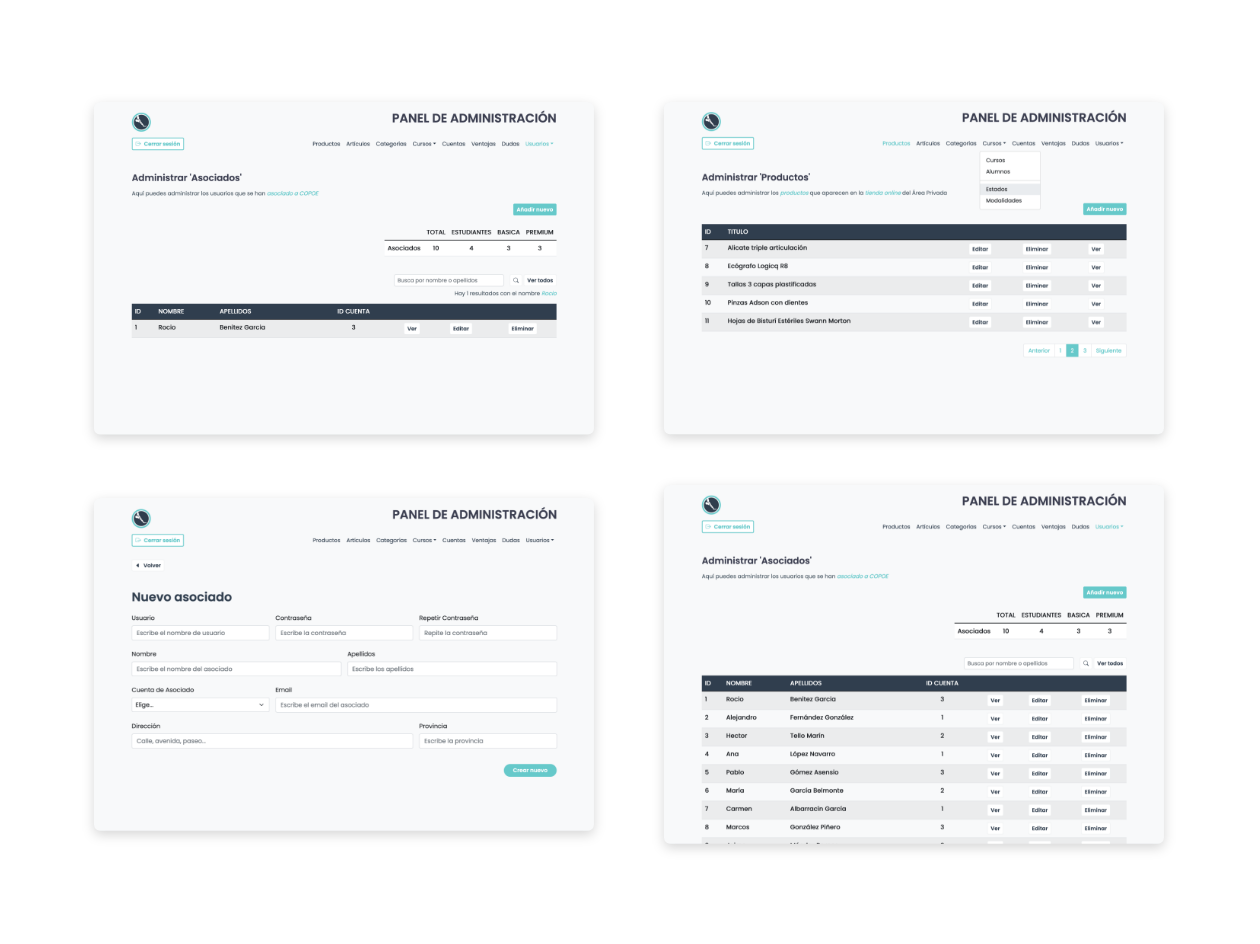 PANEL DE ADMINISTRACIÓN
Cerrar sesión
Productos Artículos Categorías Cursos Cuentas Ventajas Dudas Usuarios
Administrar 'Asociados'
Aquí puedes administrar los usuarios que se han asociado a COPOE
Añadir nuevo
TOTAL ESTUDIANTES BASICA PREMIUM
Asociados 10 4 3 3
Busca por nombre o apellidos Ver todos
Hay 1 resultados con el nombre Rocío
ID NOMBRE APELLIDOS ID CUENTA
1 Rocío Benítez García 3 Ver Editar Eliminar
PANEL DE ADMINISTRACIÓN
Cerrar sesión
Productos Artículos Categorías Cursos Cuentas Ventajas Dudas Usuarios
Cursos
Alumnos
Estados
Modalidades
Administrar 'Productos'
Aquí puedes administrar los productos que aparecen en la tienda online del Área Privada
Añadir nuevo
ID TITULO
7 Alicate triple articulación Editar Eliminar Ver
8 Ecógrafo Logicq R8 Editar Eliminar Ver
9 Tallas 3 capas plastificadas Editar Eliminar Ver
10 Pinzas Adson con dientes Editar Eliminar Ver
11 Hojas de Bisturí Estériles Swann Morton Editar Eliminar Ver
Anterior 1 2 3 Siguiente
PANEL DE ADMINISTRACIÓN
Cerrar sesión
Productos Artículos Categorías Cursos Cuentas Ventajas Dudas Usuarios
Volver
Nuevo asociado
Usuario Contraseña Repetir Contraseña
Escribe el nombre de usuario Escribe la contraseña Repite la contraseña
Nombre Apellidos
Escribe el nombre del asociado Escribe los apellidos
Cuenta de Asociado Email
Elige... Escribe el email del asociado
Dirección Provincia
Calle, avenida, paseo... Escribe la provincia
Crear nuevo
PANEL DE ADMINISTRACIÓN
Cerrar sesión
Productos Artículos Categorías Cursos Cuentas Ventajas Dudas Usuarios
Administrar 'Asociados'
Aquí puedes administrar los usuarios que se han asociado a COPOE
Añadir nuevo
TOTAL ESTUDIANTES BASICA PREMIUM
Asociados 10 4 3 3
Busca por nombre o apellidos Ver todos
ID NOMBRE APELLIDOS ID CUENTA
1 Rocío Benítez García 3 Ver Editar Eliminar
2 Alejandro Fernández González 1 Ver Editar Eliminar
3 Hector Tello Marín 2 Ver Editar Eliminar
4 Ana López Navarro 1 Ver Editar Eliminar
5 Pablo Gómez Asensio 3 Ver Editar Eliminar
6 María García Belmonte 2 Ver Editar Eliminar
7 Carmen Albarracín García 1 Ver Editar Eliminar
8 Marcos González Piñero 3 Ver Editar Eliminar